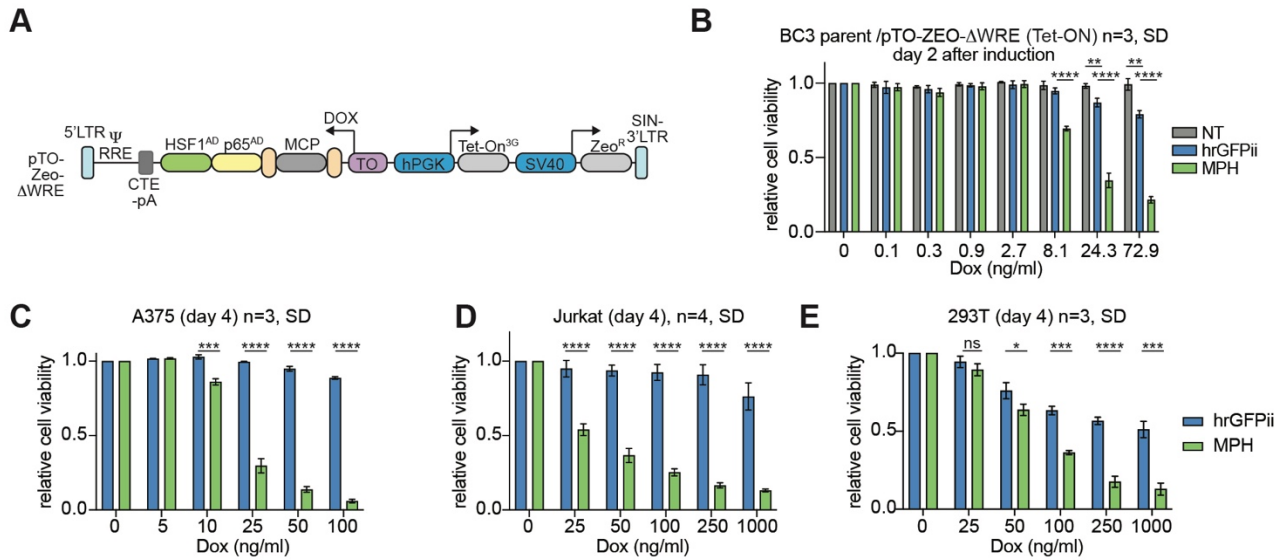 A
5'LTR Ψ
RRE
HSF1ᴬᴰ p65ᴬᴰ
MCP
DOX
TO
hPGK
Tet-On³ᴳ
SV40
Zeoᴿ
SIN-
3'LTR
pTO-
Zeo-
ΔWRE
CTE
-pA
B
BC3 parent /pTO-ZEO-ΔWRE (Tet-ON) n=3, SD
day 2 after induction
** **
**** **** ****
relative cell viability
1.0
0.5
0.0
0 0.1 0.3 0.9 2.7 8.1 24.3 72.9
Dox (ng/ml)
NT
hrGFPii
MPH
C
A375 (day 4) n=3, SD
*** **** **** ****
relative cell viability
1.0
0.5
0.0
0 5 10 25 50 100
Dox (ng/ml)
D
Jurkat (day 4), n=4, SD
**** **** **** **** ****
relative cell viability
1.0
0.5
0.0
0 25 50 100 250 1000
Dox (ng/ml)
E
293T (day 4) n=3, SD
ns * *** **** ***
relative cell viability
1.0
0.5
0.0
0 25 50 100 250 1000
Dox (ng/ml)
hrGFPii
MPH